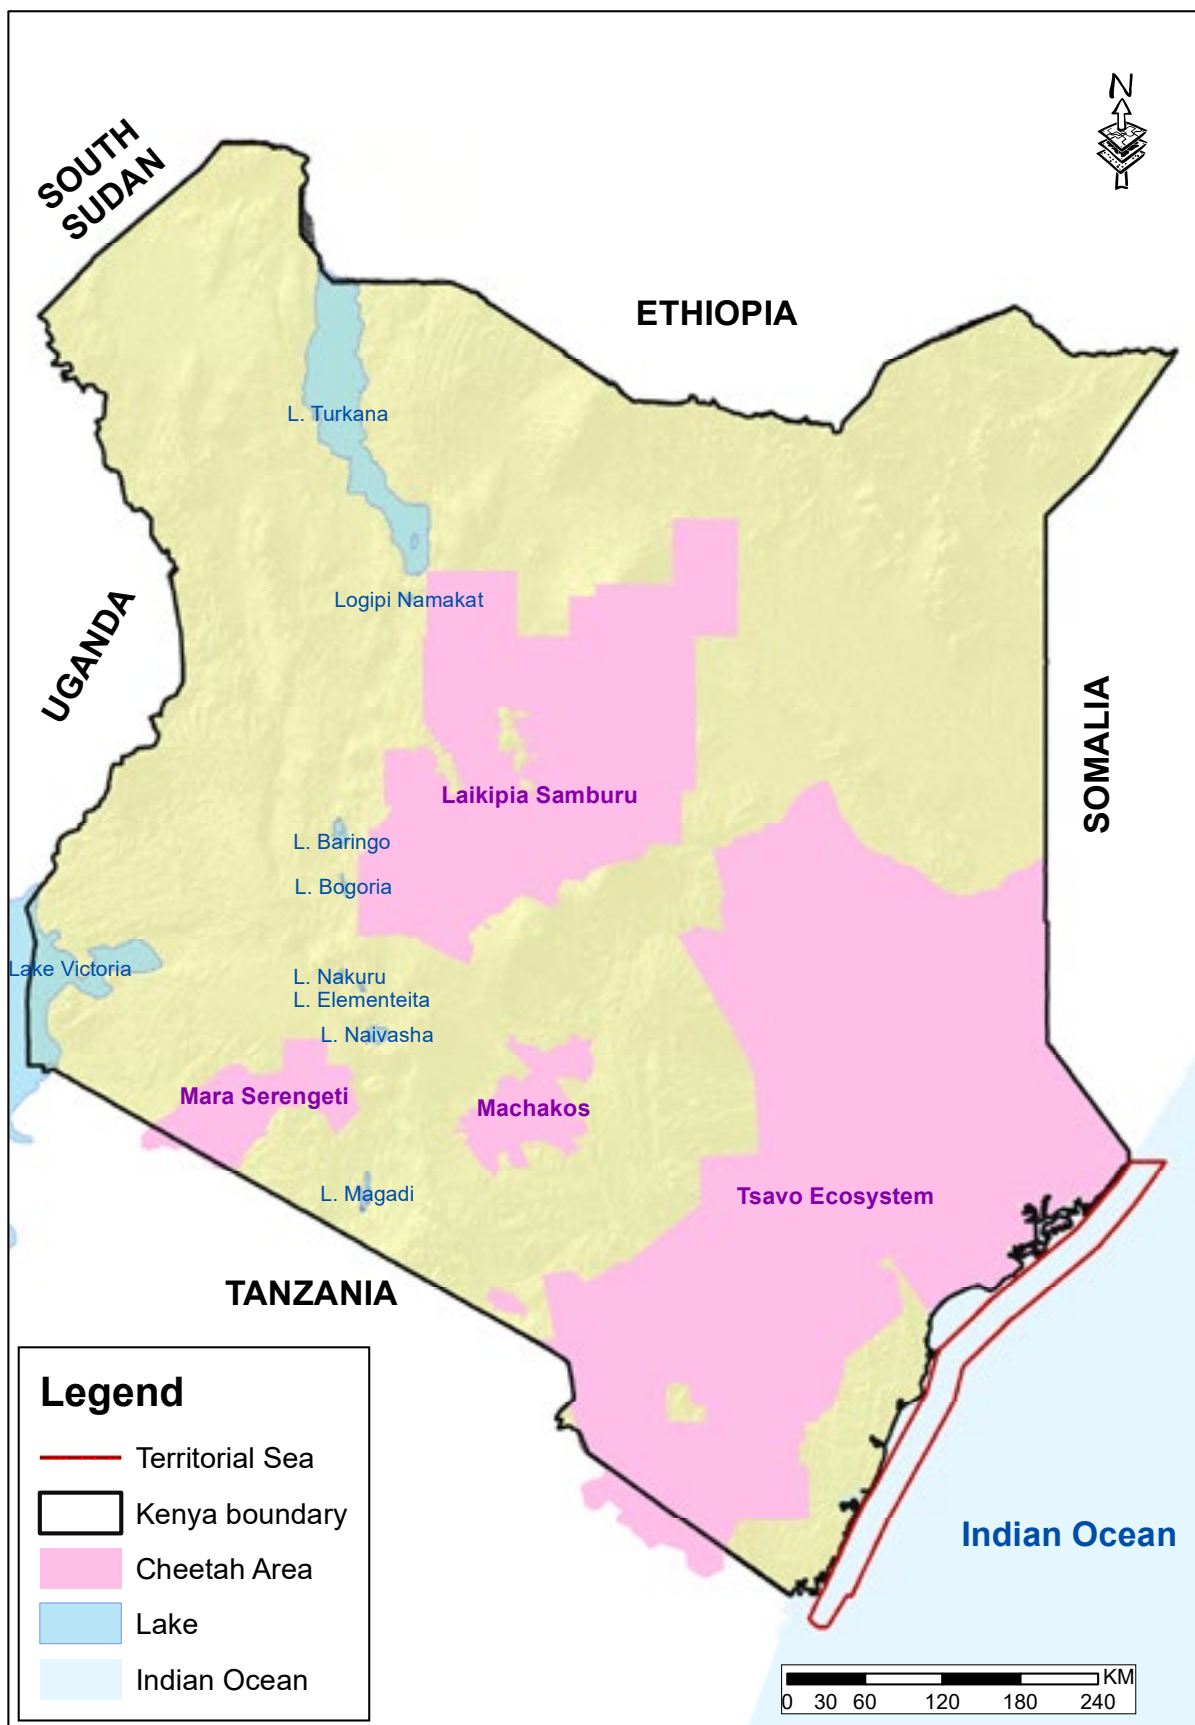 N
SOUTH
SUDAN
ETHIOPIA
L. Turkana
Logipi Namakat
UGANDA
SOMALIA
Laikipia Samburu
L. Baringo
L. Bogoria
Lake Victoria
L. Nakuru
L. Elementeita
L. Naivasha
Mara Serengeti
Machakos
L. Magadi
Tsavo Ecosystem
TANZANIA
Legend
Territorial Sea
Kenya boundary
Cheetah Area
Lake
Indian Ocean
Indian Ocean
KM
0 30 60 120 180 240